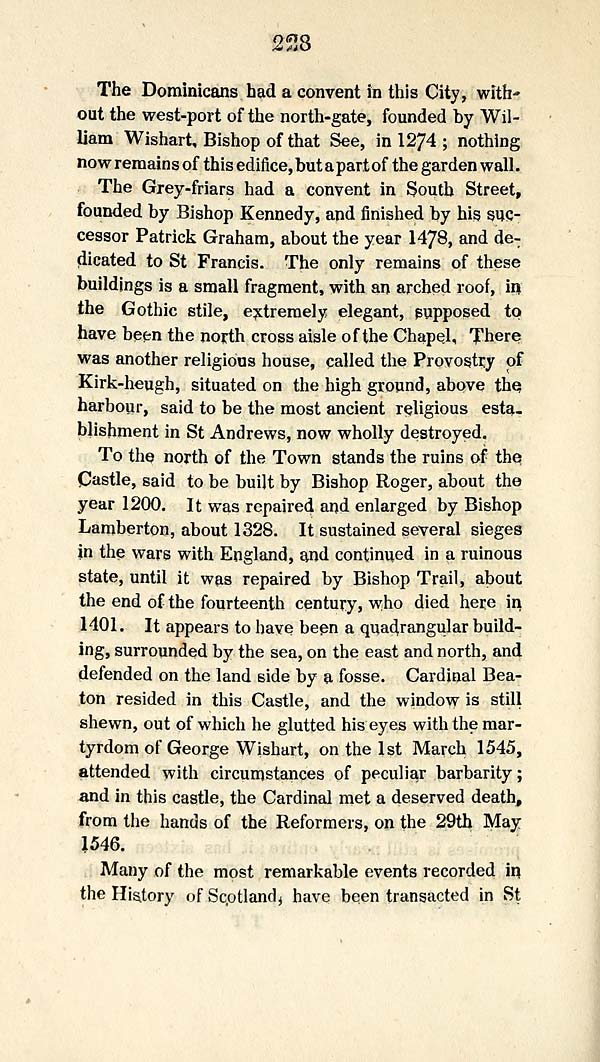 228
The Dominicans had a convent in this City, with-
out the west-port of the north-gate, founded by Wil-
liam Wishart, Bishop of that See, in 1274 ; nothing
now remains of this edifice, but a part of the garden wall.
The Grey-friars had a convent in South Street,
founded by Bishop Kennedy, and finished by his suc-
cessor Patrick Graham, about the year 1478, and de-
dicated to St Francis. The only remains of these
buildings is a small fragment, with an arched roof, in
the Gothic stile, extremely elegant, supposed to
have been the north cross aisle of the Chapel. There
was another religious house, called the Provostry of
Kirk-heugh, situated on the high ground, above the
harbour, said to be the most ancient religious esta-
blishment in St Andrews, now wholly destroyed.
To the north of the Town stands the ruins of the
Castle, said to be built by Bishop Roger, about the
year 1200. It was repaired and enlarged by Bishop
Lamberton, about 1328. It sustained several sieges
in the wars with England, and continued in a ruinous
state, until it was repaired by Bishop Trail, about
the end of the fourteenth century, who died here in
1401. It appears to have been a quadrangular build-
ing, surrounded by the sea, on the east and north, and
defended on the land side by a fosse. Cardinal Bea-
ton resided in this Castle, and the window is still
shewn, out of which he glutted his eyes with the mar-
tyrdom of George Wishart, on the 1st March 1545,
attended with circumstances of peculiar barbarity;
and in this castle, the Cardinal met a deserved death,
from the hands of the Reformers, on the 29th May
1546.
Many of the most remarkable events recorded in
the History of Scotland, have been transacted in St